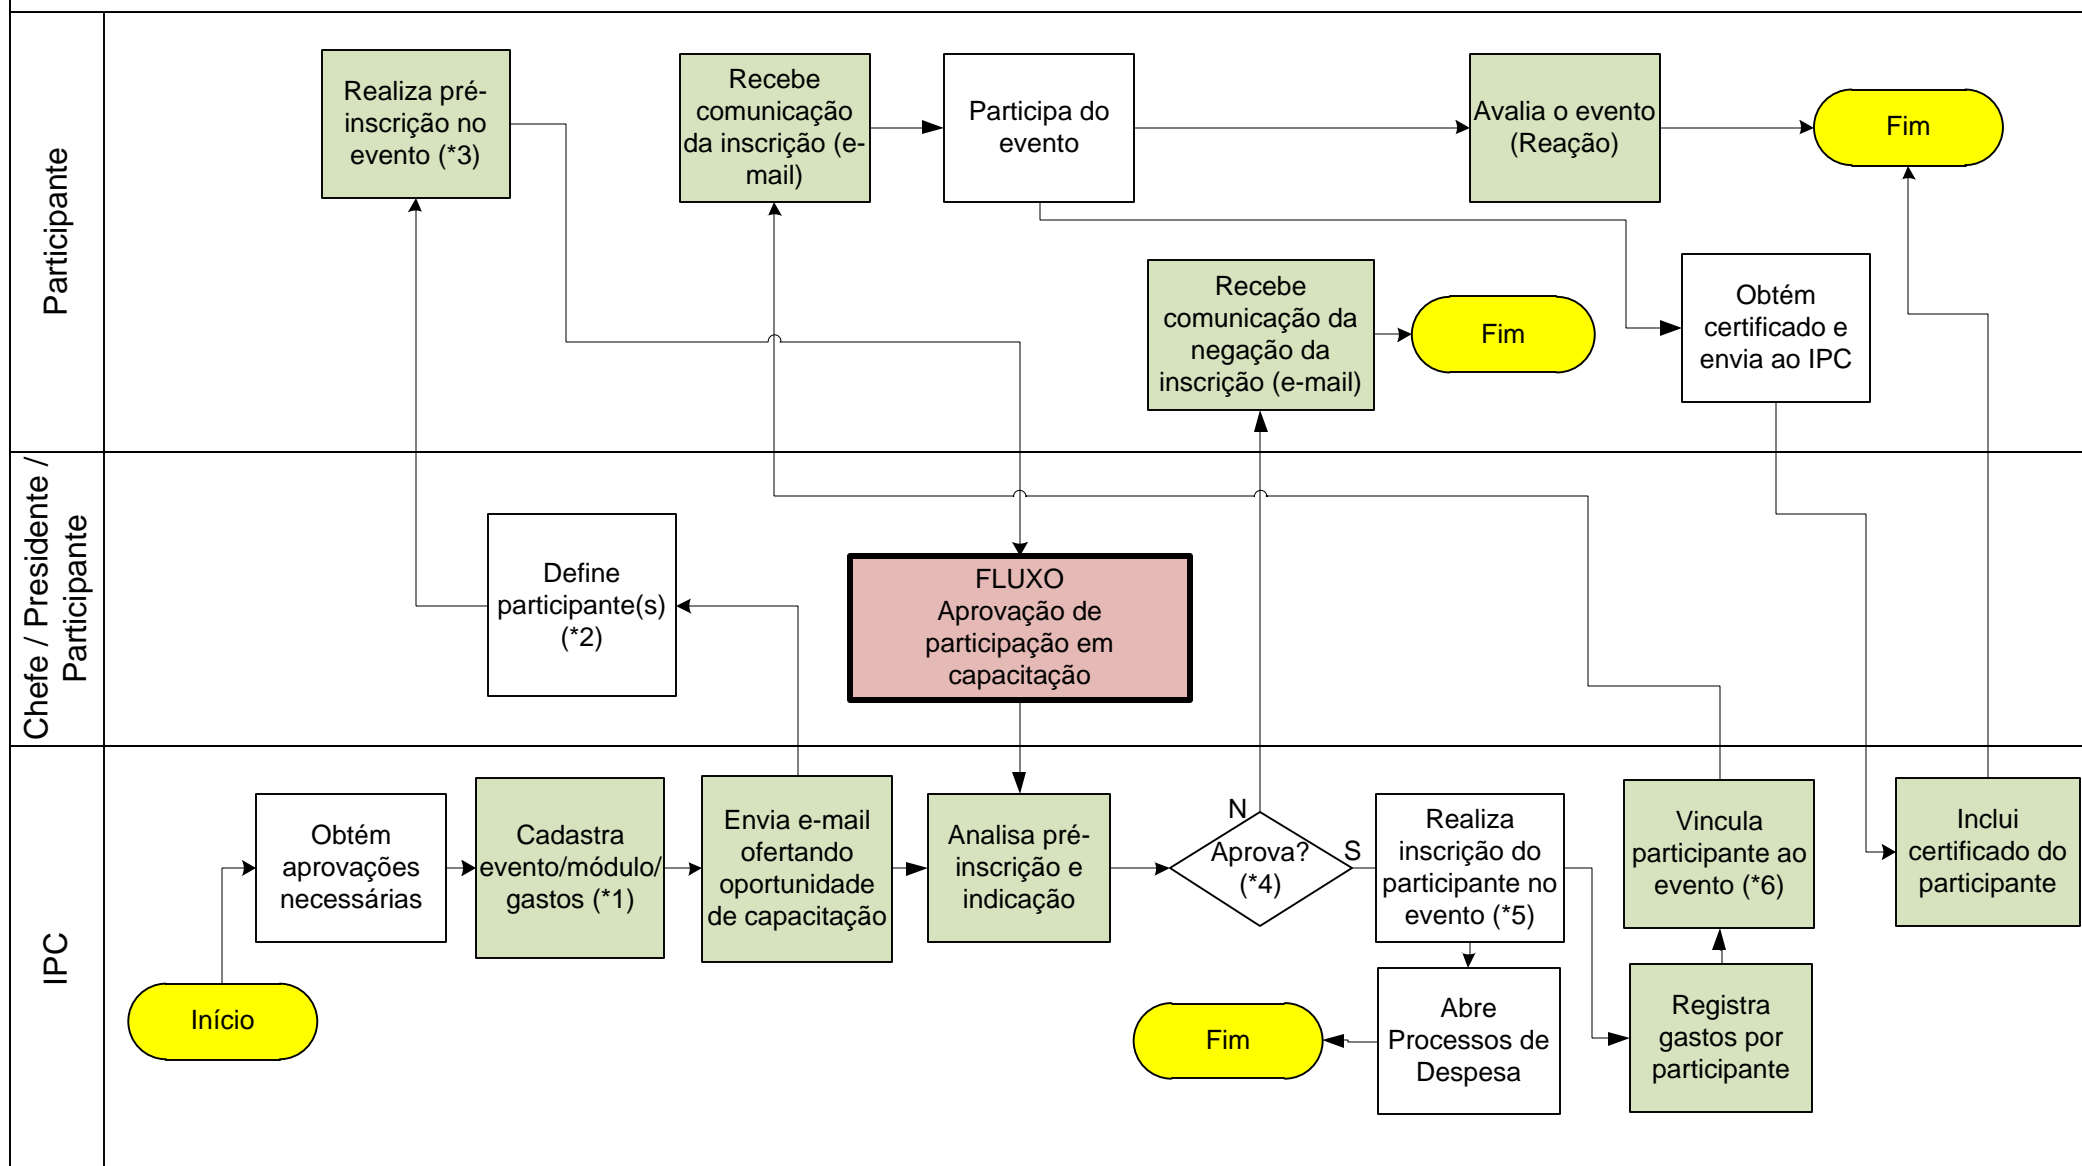 Participante
Realiza pré-
inscrição no
evento (*3)
Recebe
comunicação
da inscrição (e-
mail)
Participa do
evento
Avalia o evento
(Reação)
Fim
Recebe
comunicação da
negação da
inscrição (e-mail)
Fim
Obtém
certificado e
envia ao IPC
Chefe / Presidente /
Participante
Define
participante(s)
(*2)
FLUXO
Aprovação de
participação em
capacitação
IPC
Início
Obtém
aprovações
necessárias
Cadastra
evento/módulo/
gastos (*1)
Envia e-mail
ofertando
oportunidade
de capacitação
Analisa pré-
inscrição e
indicação
N
Aprova?
(*4)
S
Realiza
inscrição do
participante no
evento (*5)
Abre
Processos de
Despesa
Fim
Vincula
participante ao
evento (*6)
Registra
gastos por
participante
Inclui
certificado do
participante